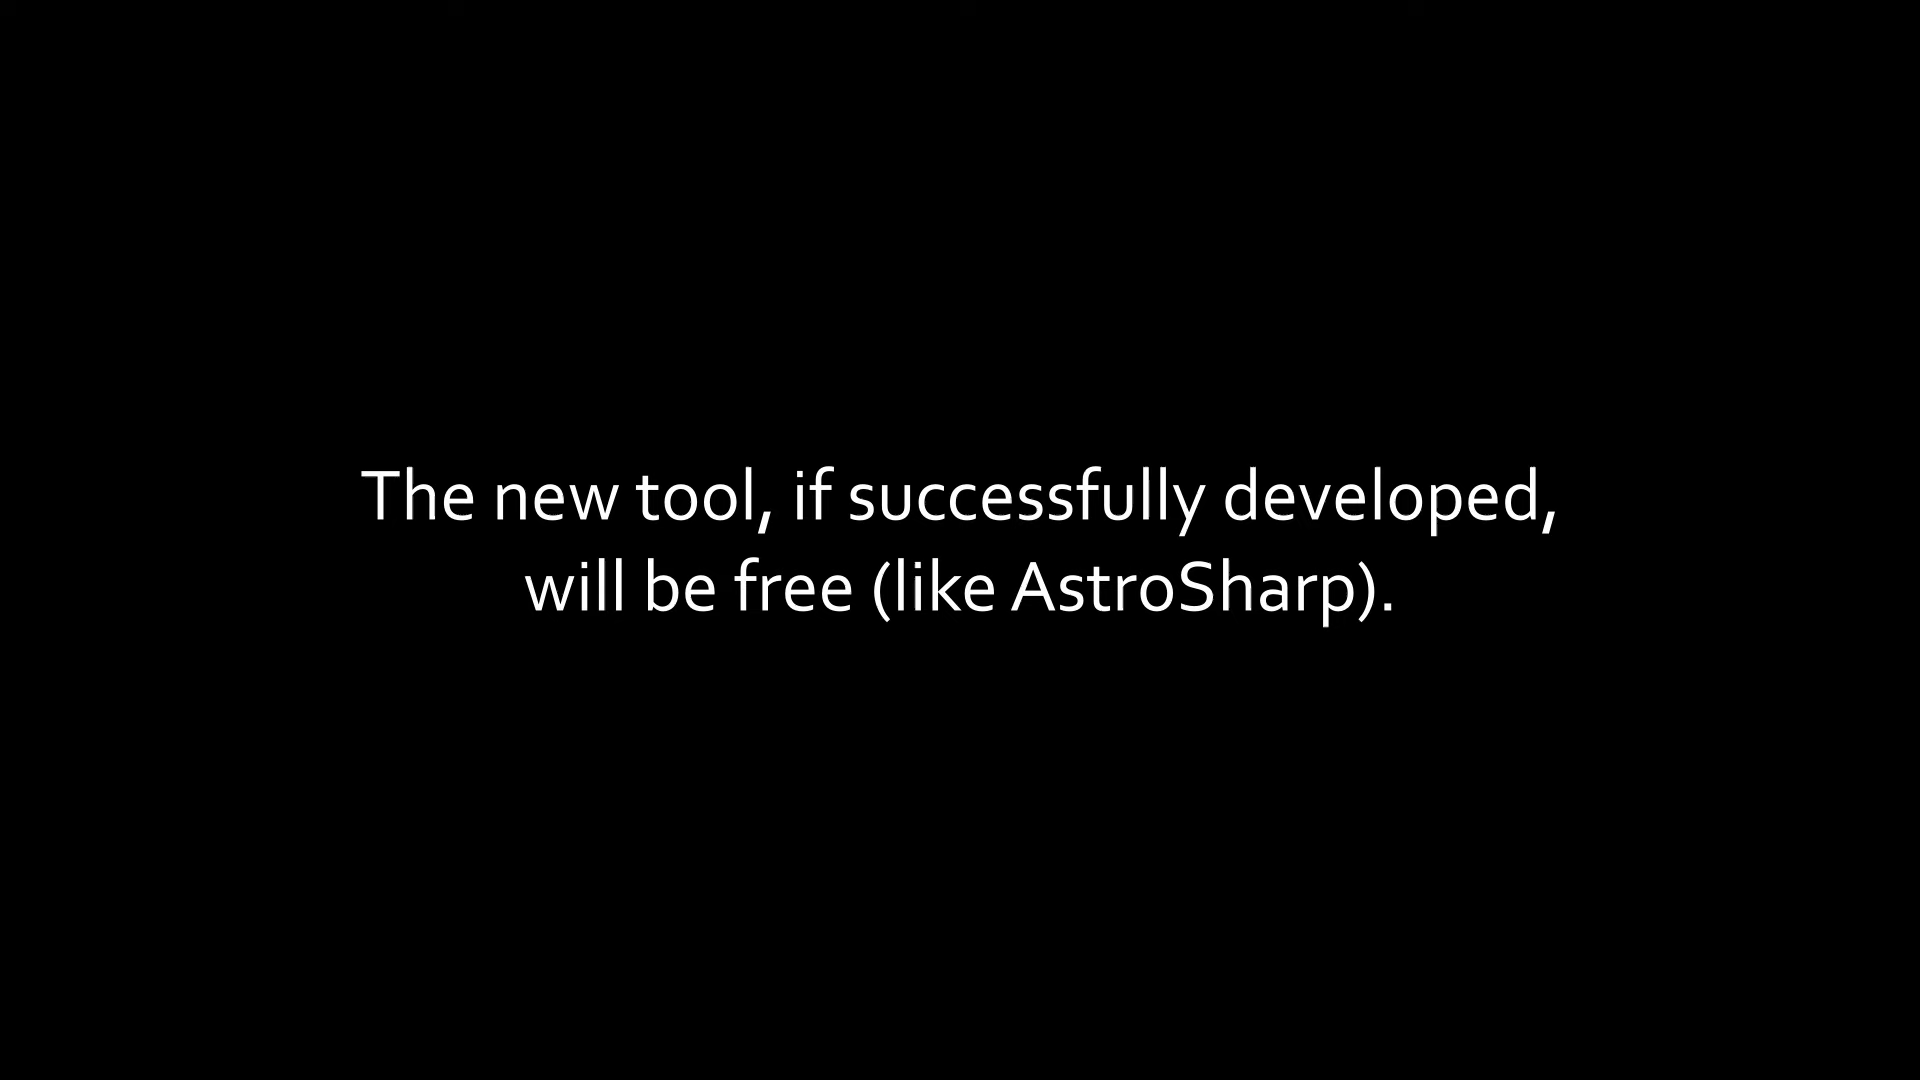 The new tool, if successfully developed,
will be free (like AstroSharp).